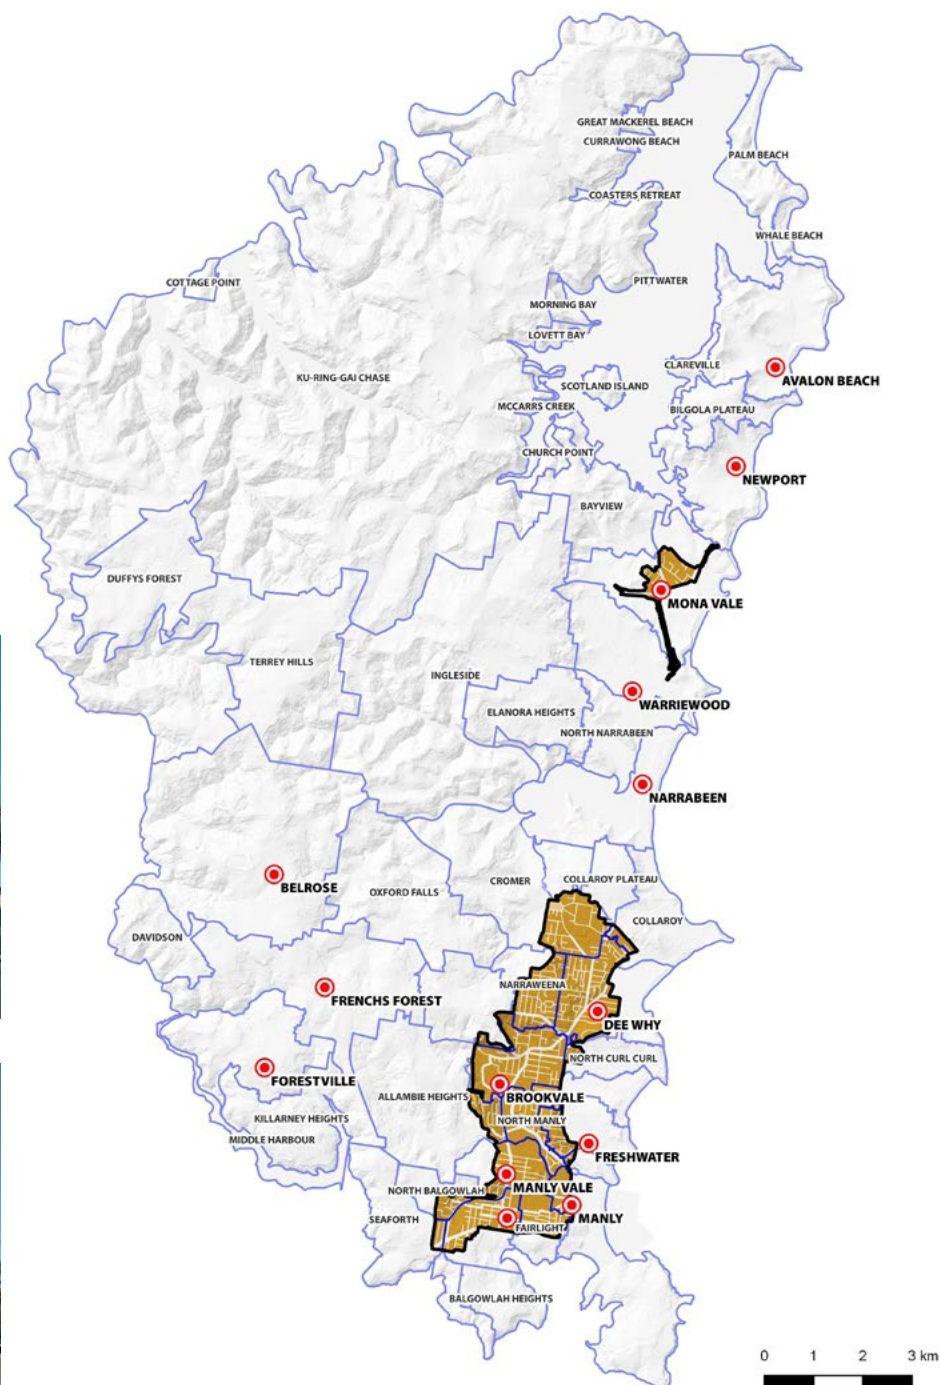 GREAT MACKEREL BEACH
CURRAWONG BEACH
PALM BEACH
COASTERS RETREAT
WHALE BEACH
COTTAGE POINT
PITTWATER
MORNING BAY
LOVETT BAY
CLAREVILLE
KU-RING-GAI CHASE
AVALON BEACH
SCOTLAND ISLAND
MCCARRS CREEK
BILGOLA PLATEAU
CHURCH POINT
NEWPORT
BAYVIEW
DUFFYS FOREST
MONA VALE
TERREY HILLS
INGLESIDE
WARRIEWOOD
ELANORA HEIGHTS
NORTH NARRABEEN
NARRABEEN
CROMER
COLLAROY PLATEAU
BELROSE
OXFORD FALLS
COLLAROY
DAVIDSON
NARRAWEENA
FRENCHS FOREST
DEE WHY
NORTH CURL CURL
FORESTVILLE
ALLAMBIE HEIGHTS
BROOKVALE
KILLARNEY HEIGHTS
NORTH MANLY
MIDDLE HARBOUR
FRESHWATER
NORTH BALGOWLAH
MANLY VALE
SEAFORTH
MANLY
FAIRLIGHT
BALGOWLAH HEIGHTS
0 1 2 3 km